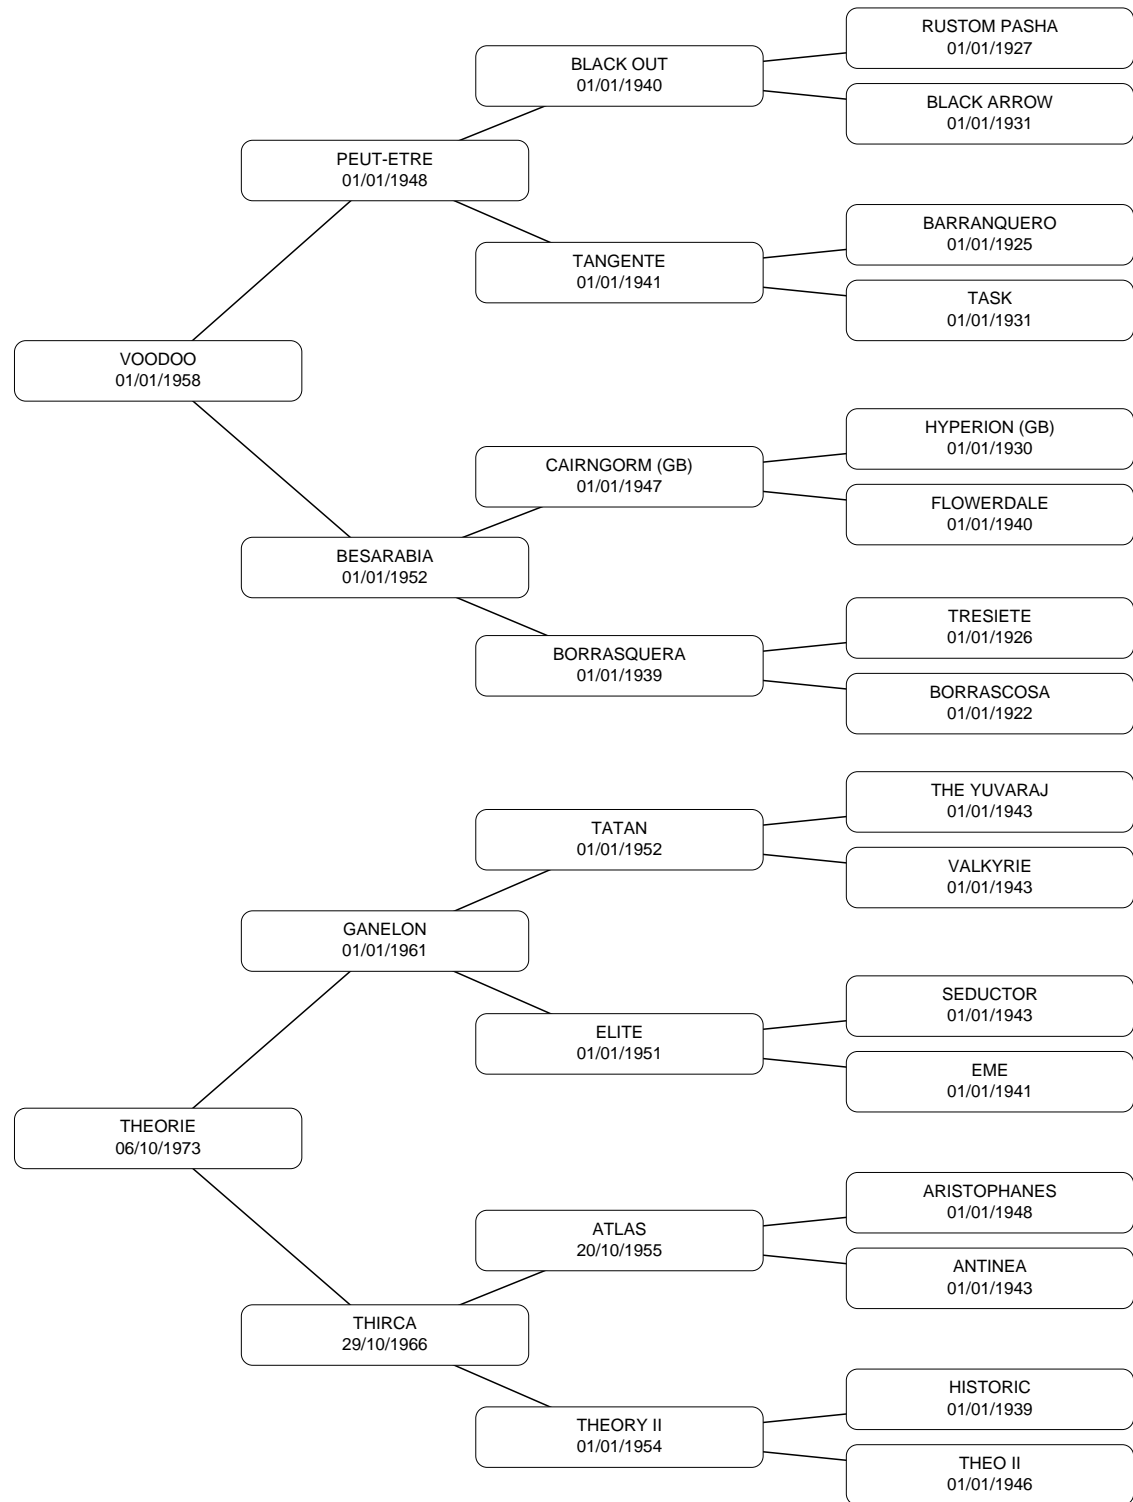 RUSTOM PASHA
01/01/1927
BLACK OUT
01/01/1940
BLACK ARROW
01/01/1931
PEUT-ETRE
01/01/1948
BARRANQUERO
01/01/1925
TANGENTE
01/01/1941
TASK
01/01/1931
VOODOO
01/01/1958
HYPERION (GB)
01/01/1930
CAIRNGORM (GB)
01/01/1947
FLOWERDALE
01/01/1940
BESARABIA
01/01/1952
TRESIETE
01/01/1926
BORRASQUERA
01/01/1939
BORRASCOSA
01/01/1922
THE YUVARAJ
01/01/1943
TATAN
01/01/1952
VALKYRIE
01/01/1943
GANELON
01/01/1961
SEDUCTOR
01/01/1943
ELITE
01/01/1951
EME
01/01/1941
THEORIE
06/10/1973
ARISTOPHANES
01/01/1948
ATLAS
20/10/1955
ANTINEA
01/01/1943
THIRCA
29/10/1966
HISTORIC
01/01/1939
THEORY II
01/01/1954
THEO II
01/01/1946